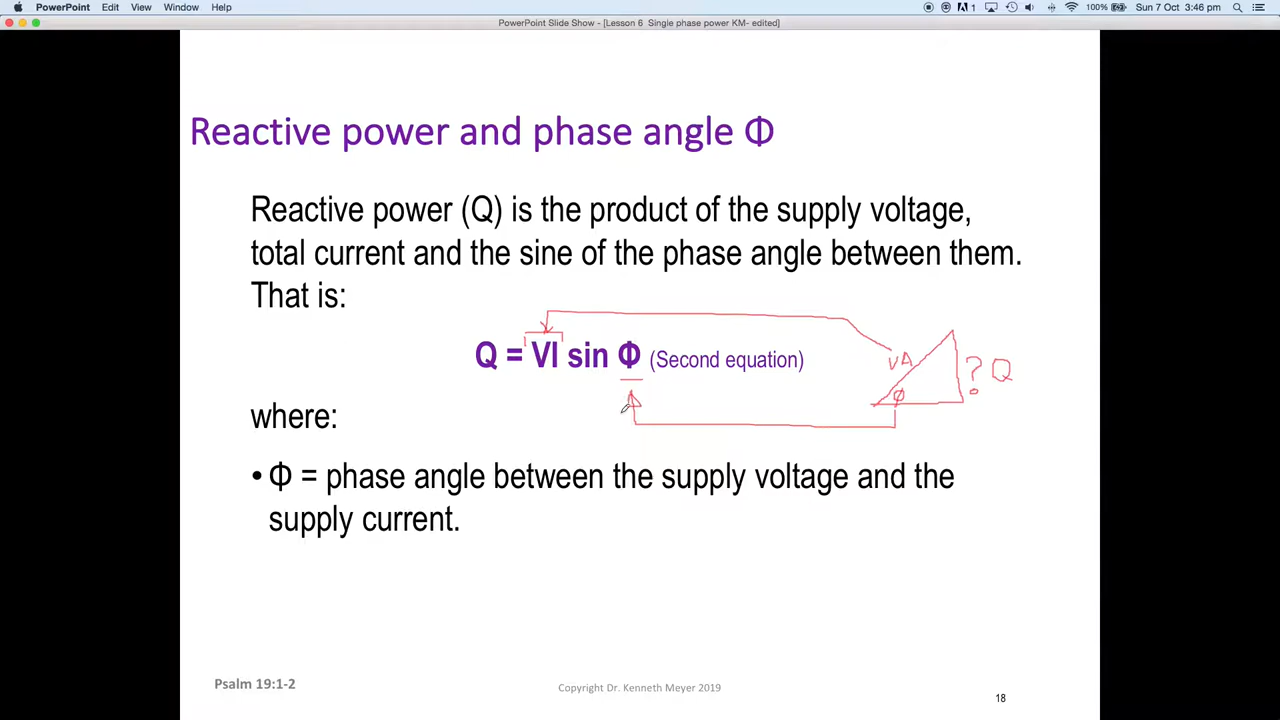 PowerPoint Edit View Window Help 1 100% Sun 7 Oct 3:46 pm
PowerPoint Slide Show - [Lesson 6 Single phase power KM- edited]
Reactive power and phase angle Φ
Reactive power (Q) is the product of the supply voltage,
total current and the sine of the phase angle between them.
That is:
Q = VI sin Φ (Second equation)
VA
? Q
Φ
where:
• Φ = phase angle between the supply voltage and the
supply current.
Psalm 19:1-2
Copyright Dr. Kenneth Meyer 2019
18